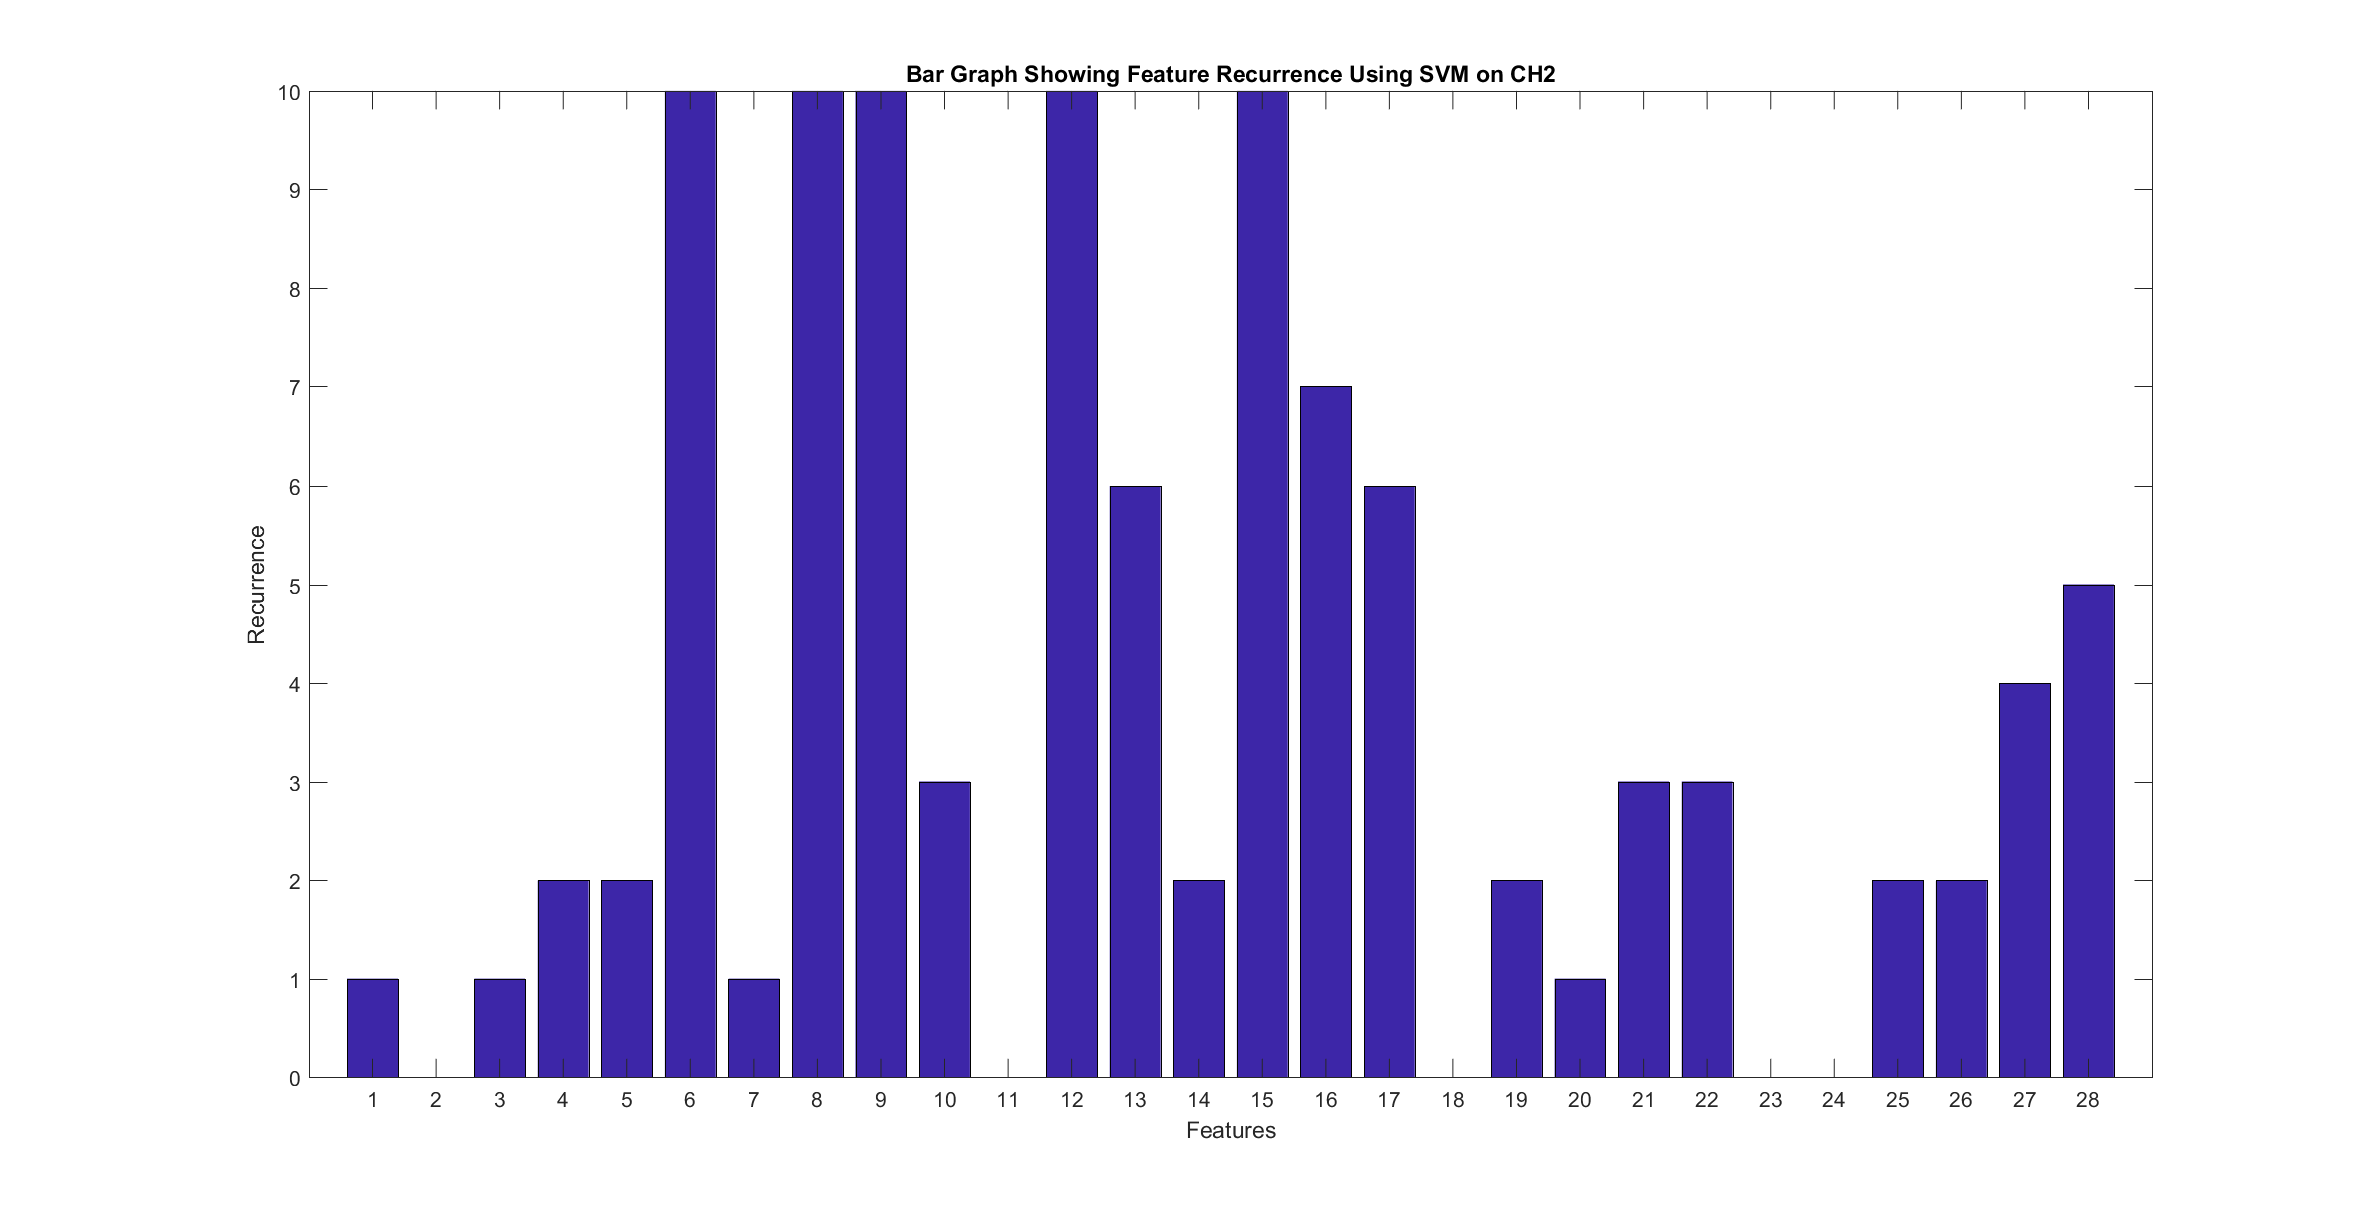 Bar Graph Showing Feature Recurrence Using SVM on CH2
10
9
8
7
6
5
4
3
2
1
0
Recurrence
1 2 3 4 5 6 7 8 9 10 11 12 13 14 15 16 17 18 19 20 21 22 23 24 25 26 27 28
Features